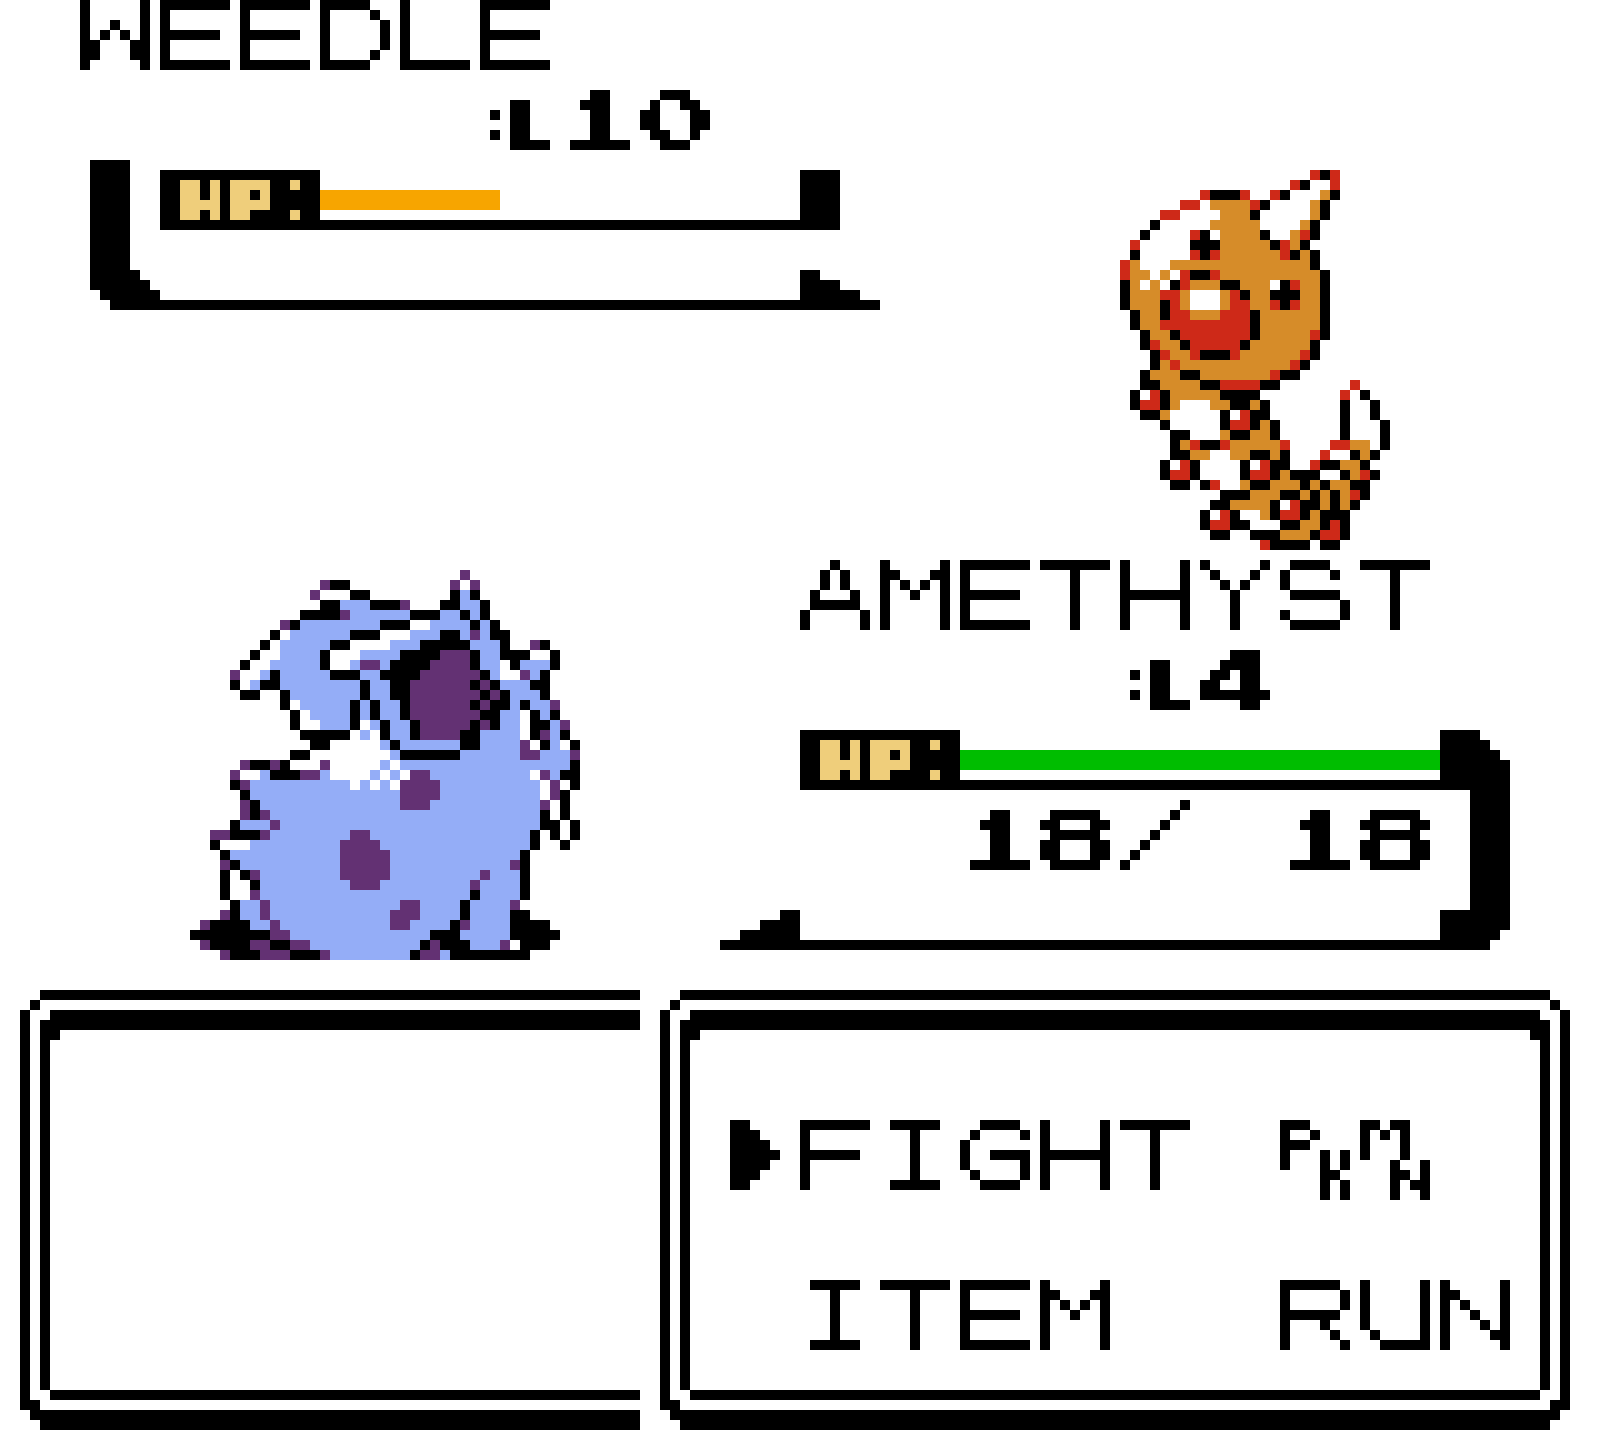 WEEDLE
:L10
HP:
AMETHYST
:L4
HP:
18/ 18
▶FIGHT PKMN
ITEM RUN